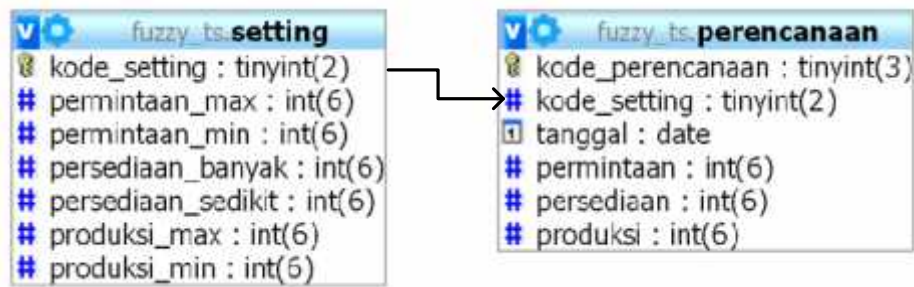 fuzzy_ts.setting
kode_setting : tinyint(2)
permintaan_max : int(6)
permintaan_min : int(6)
persediaan_banyak : int(6)
persediaan_sedikit : int(6)
produksi_max : int(6)
produksi_min : int(6)
fuzzy_ts.perencanaan
kode_perencanaan : tinyint(3)
kode_setting : tinyint(2)
tanggal : date
permintaan : int(6)
persediaan : int(6)
produksi : int(6)